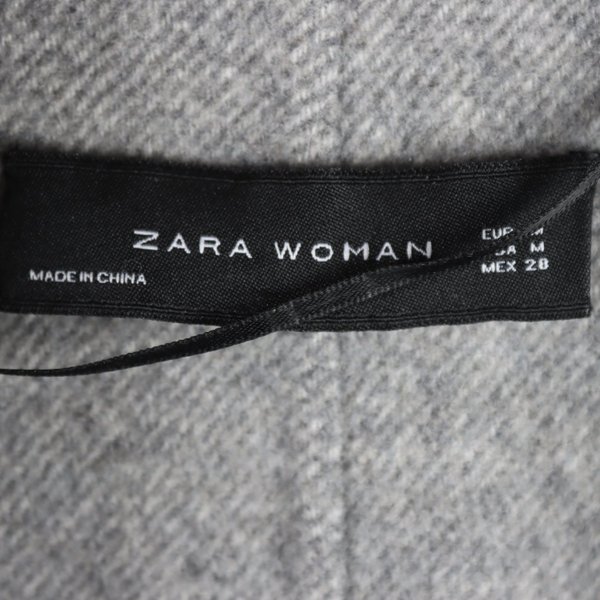 ZARA WOMAN
MADE IN CHINA
EUR M
M
MEX 28